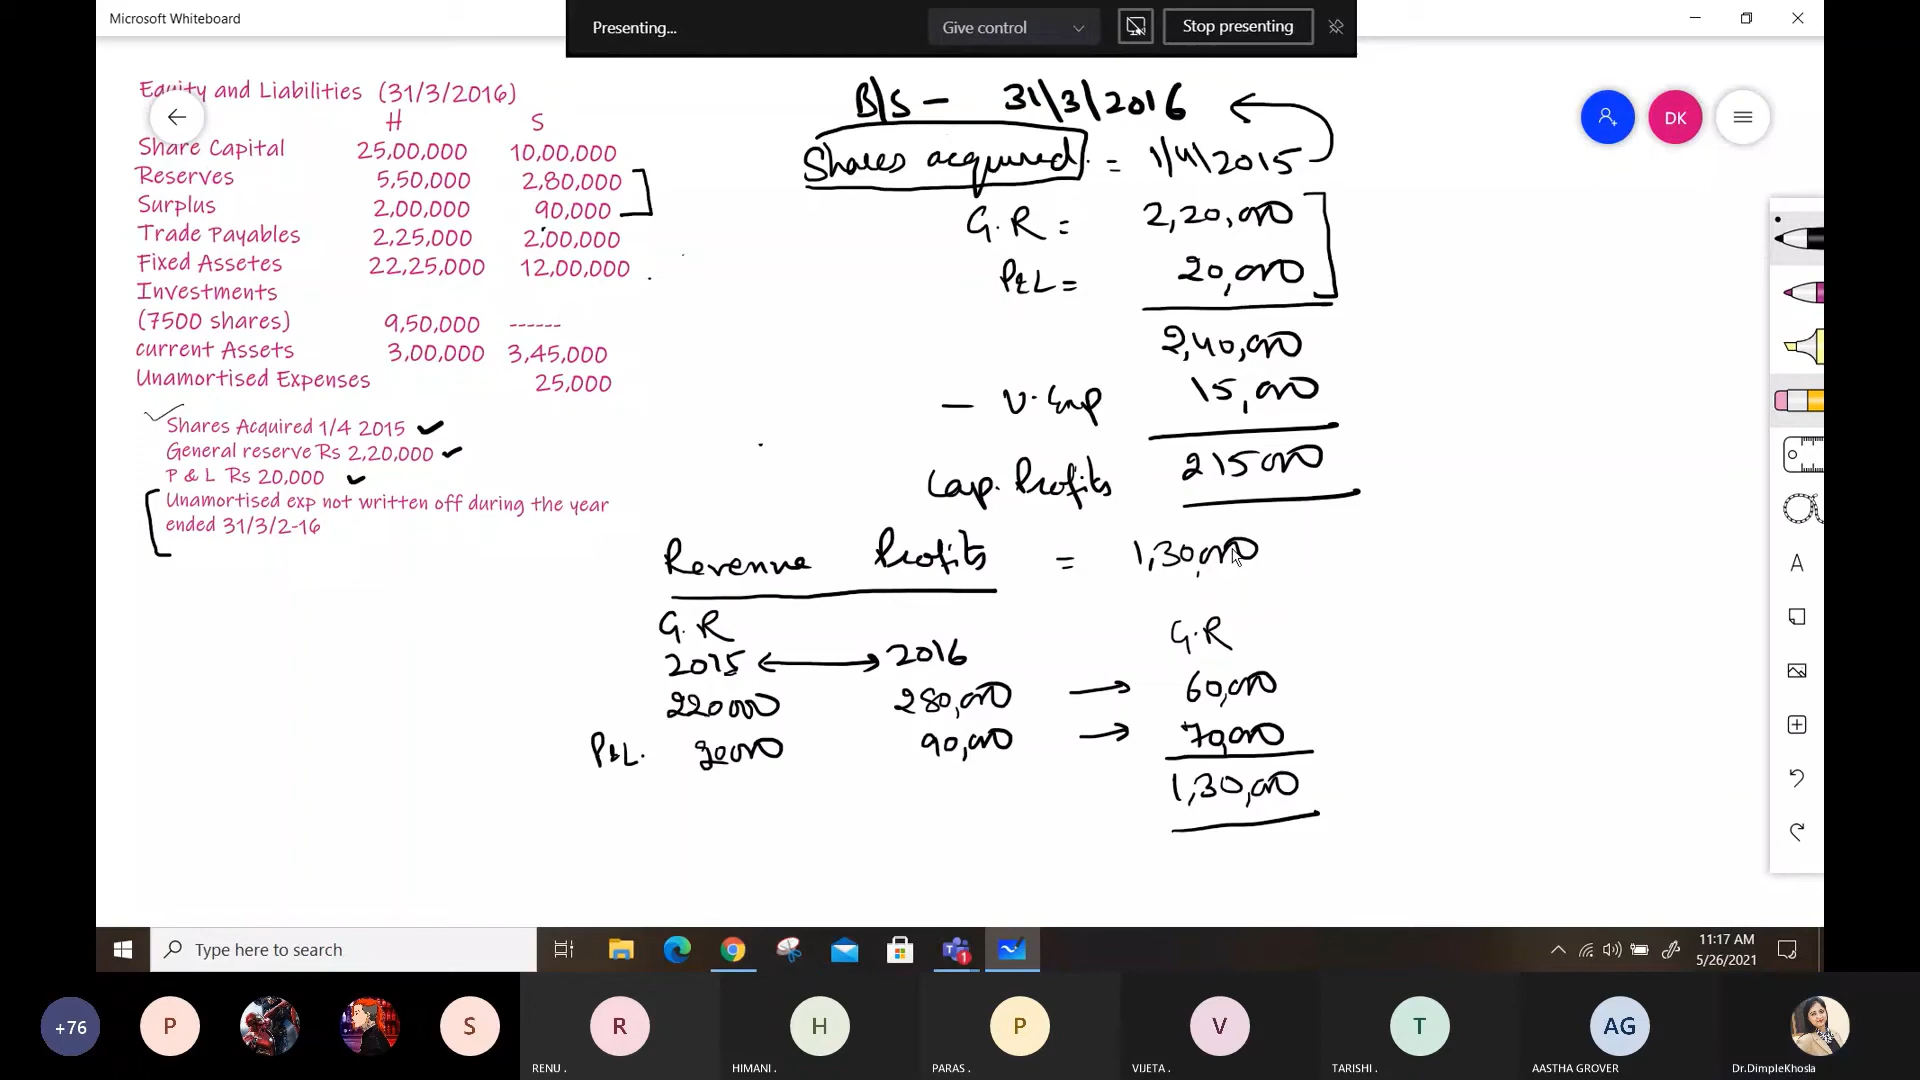 Microsoft Whiteboard
Presenting...
Give control
Stop presenting
Equity and Liabilities (31/3/2016)
H S
Share Capital 25,00,000 10,00,000
Reserves 5,50,000 2,80,000
Surplus 2,00,000 90,000
Trade Payables 2,25,000 2,00,000
Fixed Assetes 22,25,000 12,00,000
Investments
(7500 shares) 9,50,000 ------
current Assets 3,00,000 3,45,000
Unamortised Expenses 25,000
Shares Acquired 1/4 2015
General reserve Rs 2,20,000
P & L Rs 20,000
Unamortised exp not written off during the year
ended 31/3/2-16
B/S - 31/3/2016
Shares acquired = 1/4/2015
G.R = 2,20,000
P&L = 20,000
2,40,000
- U.Exp 15,000
Cap. Profits 215000
Revenue Profits = 1,30,000
G.R
2015 2016 G.R
220000 280,000 60,000
P&L. 20000 90,000 70,000
1,30,000
DK
A
Type here to search
1
11:17 AM
5/26/2021
+76
P
S
R
H
P
V
T
AG
RENU .
HIMANI .
PARAS .
VIJETA .
TARISHI .
AASTHA GROVER
Dr.DimpleKhosla